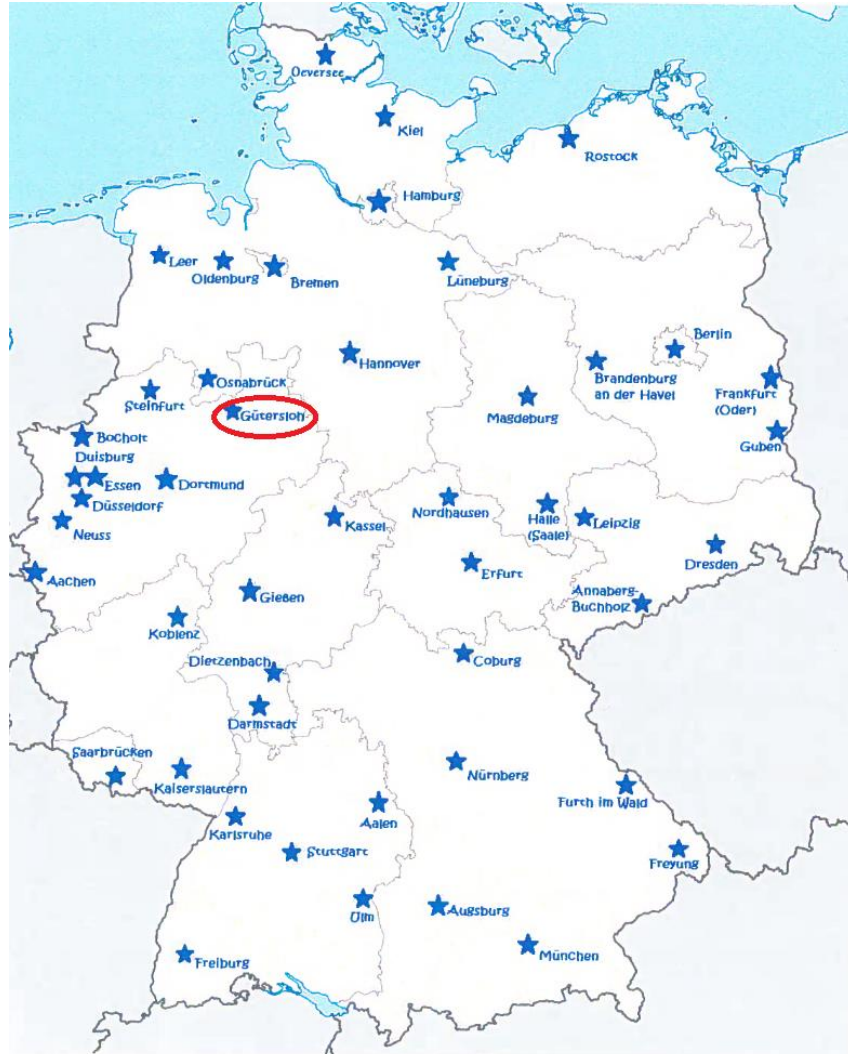 Oeversee
Kiel
Rostock
Hamburg
Leer
Oldenburg
Bremen
Lüneburg
Berlin
Hannover
Osnabrück
Brandenburg
an der Havel
Frankfurt
(Oder)
Steinfurt
Gütersloh
Magdeburg
Guben
Bocholt
Duisburg
Essen
Dortmund
Düsseldorf
Neuss
Kassel
Nordhausen
Halle
(Saale)
Leipzig
Dresden
Aachen
Erfurt
Gießen
Annaberg-
Buchholz
Koblenz
Dietzenbach
Coburg
Darmstadt
Saarbrücken
Kaiserslautern
Nürnberg
Furth im Wald
Karlsruhe
Aalen
Stuttgart
Freyung
Ulm
Augsburg
Freiburg
München